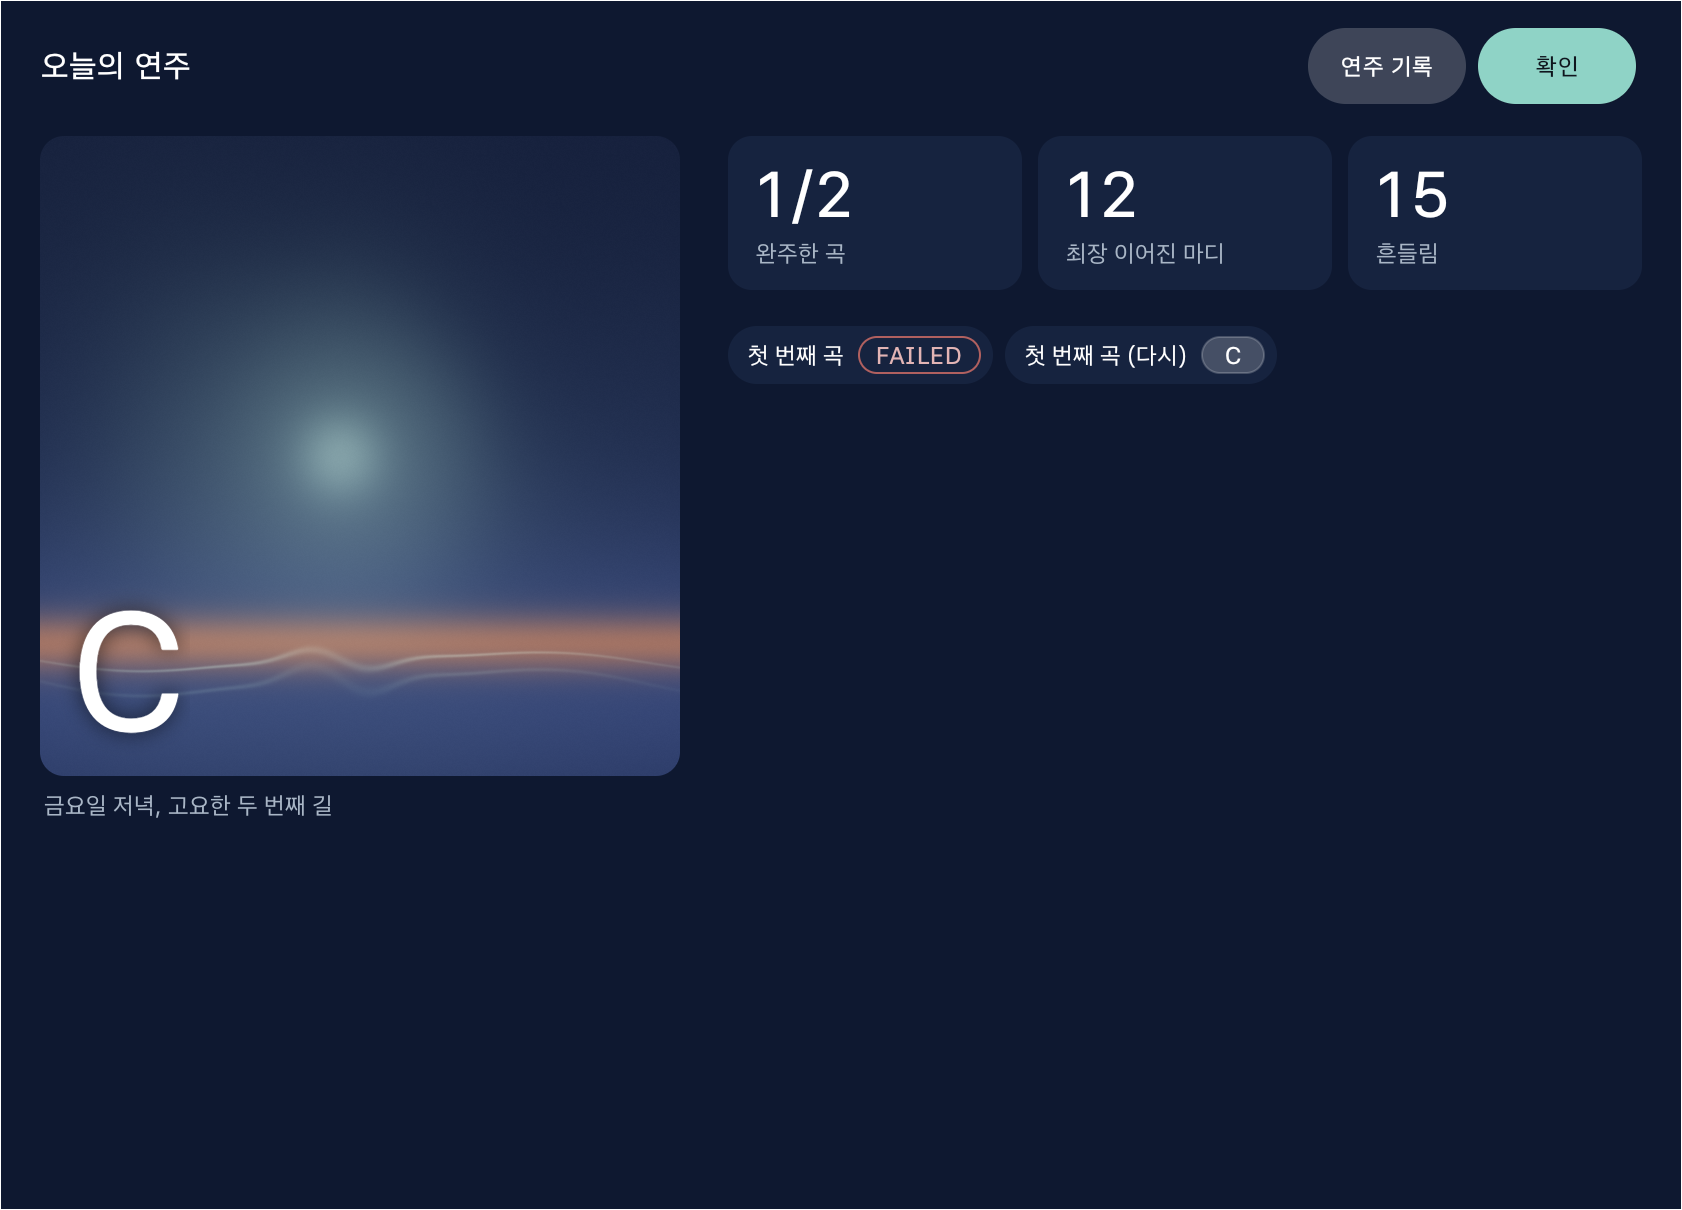 오늘의 연주
연주 기록
확인
1/2
완주한 곡
12
최장 이어진 마디
15
흔들림
첫 번째 곡 FAILED
첫 번째 곡 (다시) C
C
금요일 저녁, 고요한 두 번째 길